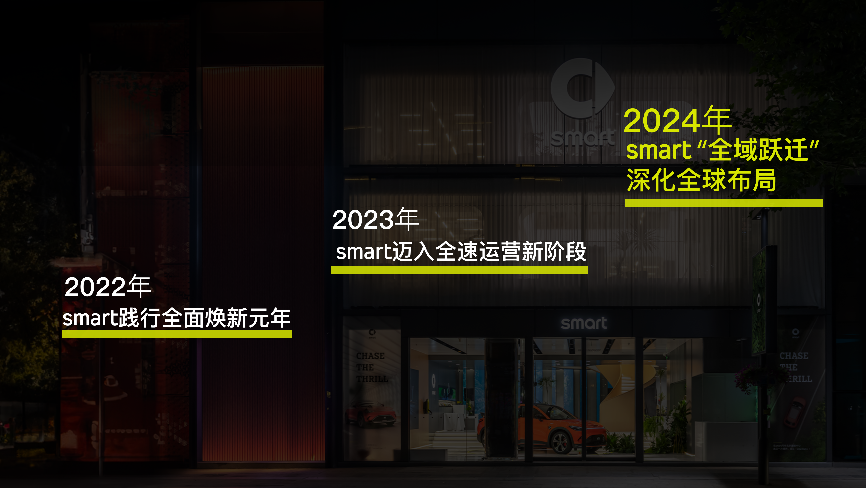 2022年
smart践行全面焕新元年
2023年
smart迈入全速运营新阶段
2024年
smart “全域跃迁”
深化全球布局
smart
smart
CHASE
THE
THRILL
CHASE
THE
THRILL